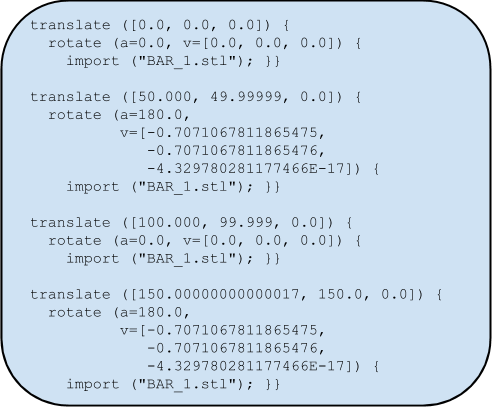 translate ([0.0, 0.0, 0.0]) {
rotate (a=0.0, v=[0.0, 0.0, 0.0]) {
import ("BAR_1.stl"); }}
translate ([50.000, 49.99999, 0.0]) {
rotate (a=180.0,
v=[-0.7071067811865475,
-0.7071067811865476,
-4.329780281177466E-17]) {
import ("BAR_1.stl"); }}
translate ([100.000, 99.999, 0.0]) {
rotate (a=0.0, v=[0.0, 0.0, 0.0]) {
import ("BAR_1.stl"); }}
translate ([150.00000000000017, 150.0, 0.0]) {
rotate (a=180.0,
v=[-0.7071067811865475,
-0.7071067811865476,
-4.329780281177466E-17]) {
import ("BAR_1.stl"); }}